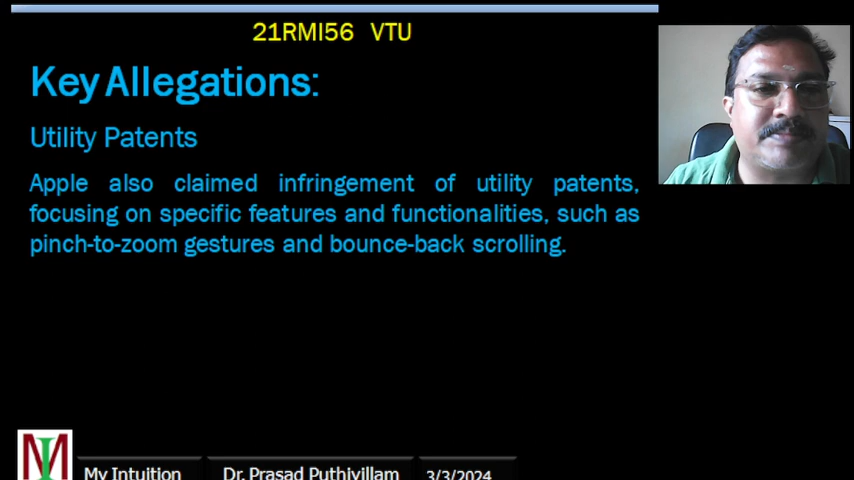 21RMI56 VTU
Key Allegations:
Utility Patents
Apple also claimed infringement of utility patents,
focusing on specific features and functionalities, such as
pinch-to-zoom gestures and bounce-back scrolling.
MI
My Intuition Dr. Prasad Puthiyillam 3/3/2024